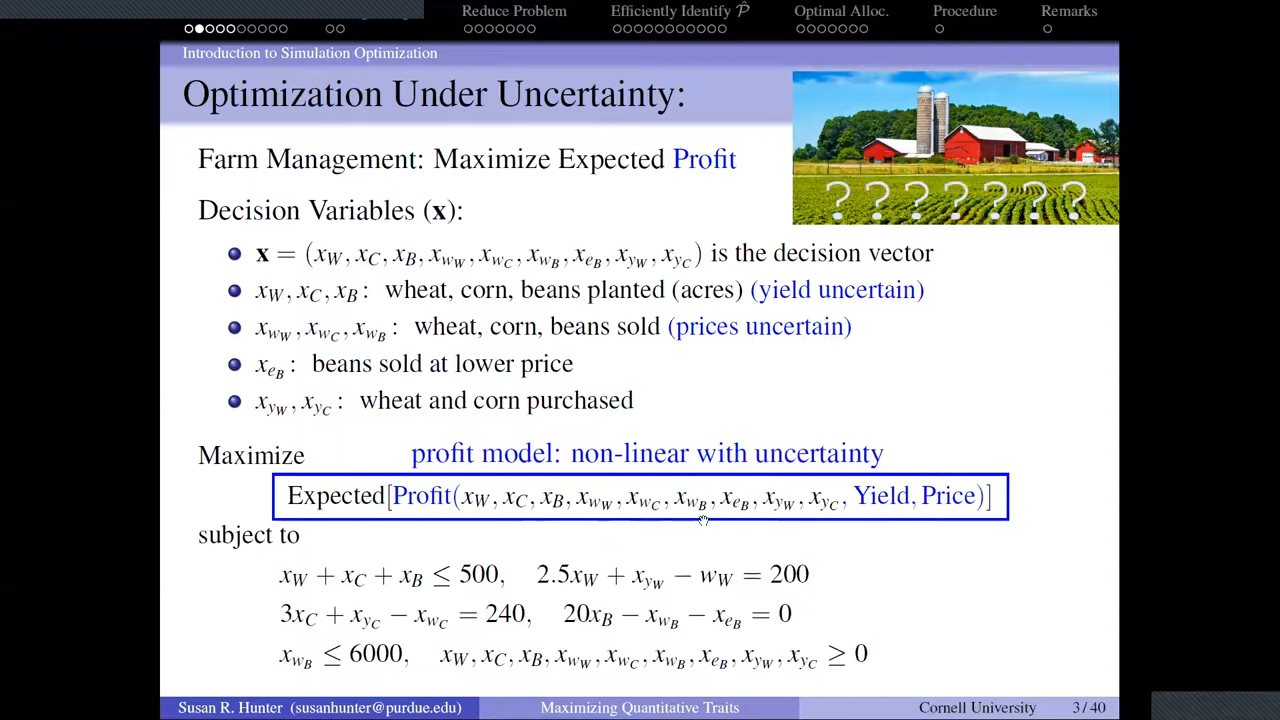 Reduce Problem Efficiently Identify P̂ Optimal Alloc. Procedure Remarks
Introduction to Simulation Optimization
Optimization Under Uncertainty:
? ? ? ? ? ? ?
Farm Management: Maximize Expected Profit
Decision Variables (x):
x = (x_W, x_C, x_B, x_{w_W}, x_{w_C}, x_{w_B}, x_{e_B}, x_{y_W}, x_{y_C}) is the decision vector
x_W, x_C, x_B : wheat, corn, beans planted (acres) (yield uncertain)
x_{w_W}, x_{w_C}, x_{w_B} : wheat, corn, beans sold (prices uncertain)
x_{e_B} : beans sold at lower price
x_{y_W}, x_{y_C} : wheat and corn purchased
Maximize profit model: non-linear with uncertainty
Expected[Profit(x_W, x_C, x_B, x_{w_W}, x_{w_C}, x_{w_B}, x_{e_B}, x_{y_W}, x_{y_C}, Yield, Price)]
subject to
x_W + x_C + x_B ≤ 500, 2.5x_W + x_{y_W} − w_W = 200
3x_C + x_{y_C} − x_{w_C} = 240, 20x_B − x_{w_B} − x_{e_B} = 0
x_{w_B} ≤ 6000, x_W, x_C, x_B, x_{w_W}, x_{w_C}, x_{w_B}, x_{e_B}, x_{y_W}, x_{y_C} ≥ 0
Susan R. Hunter (susanhunter@purdue.edu) Maximizing Quantitative Traits Cornell University 3 / 40